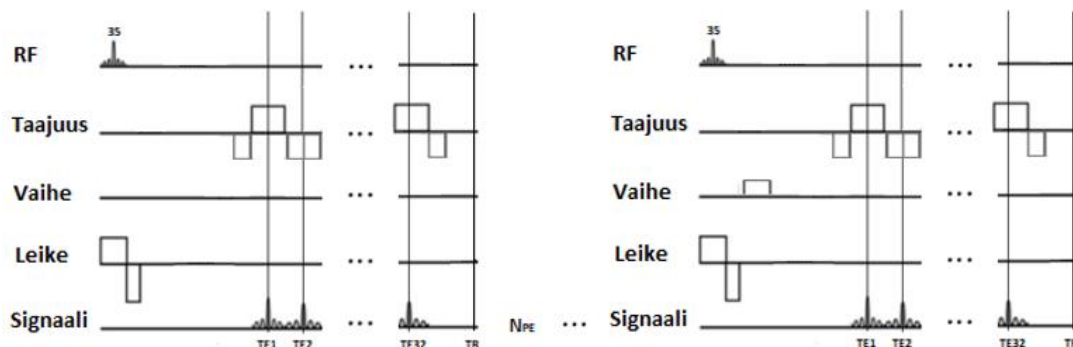 35
RF ...
Taajuus ...
Vaihe ...
Leike ...
Signaali ...
TE1 TE2 TE32 TR
NPE ...
35
RF ...
Taajuus ...
Vaihe ...
Leike ...
Signaali ...
TE1 TE2 TE32